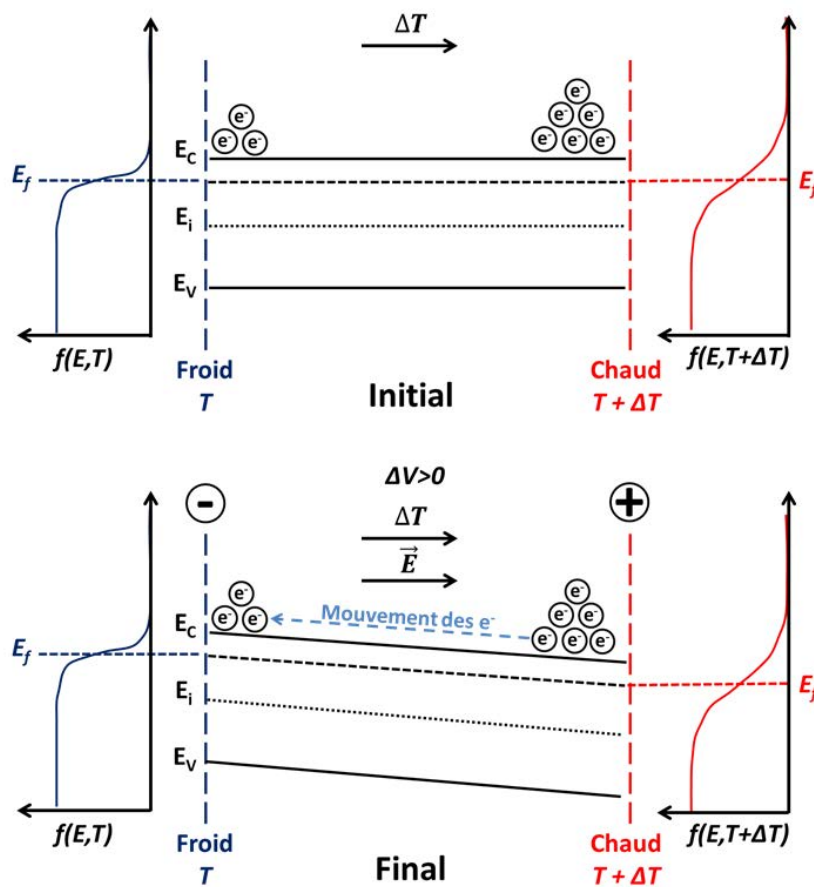 ΔT
e⁻ e⁻ e⁻
e⁻ e⁻ e⁻ e⁻ e⁻ e⁻
E_C
E_f
E_f
E_i
E_V
f(E,T)
f(E,T+ΔT)
Froid
T
Initial
Chaud
T + ΔT
ΔV>0
-
+
ΔT
E⃗
e⁻ e⁻ e⁻
Mouvement des e⁻
e⁻ e⁻ e⁻ e⁻ e⁻ e⁻
E_C
E_f
E_f
E_i
E_V
f(E,T)
f(E,T+ΔT)
Froid
T
Final
Chaud
T + ΔT